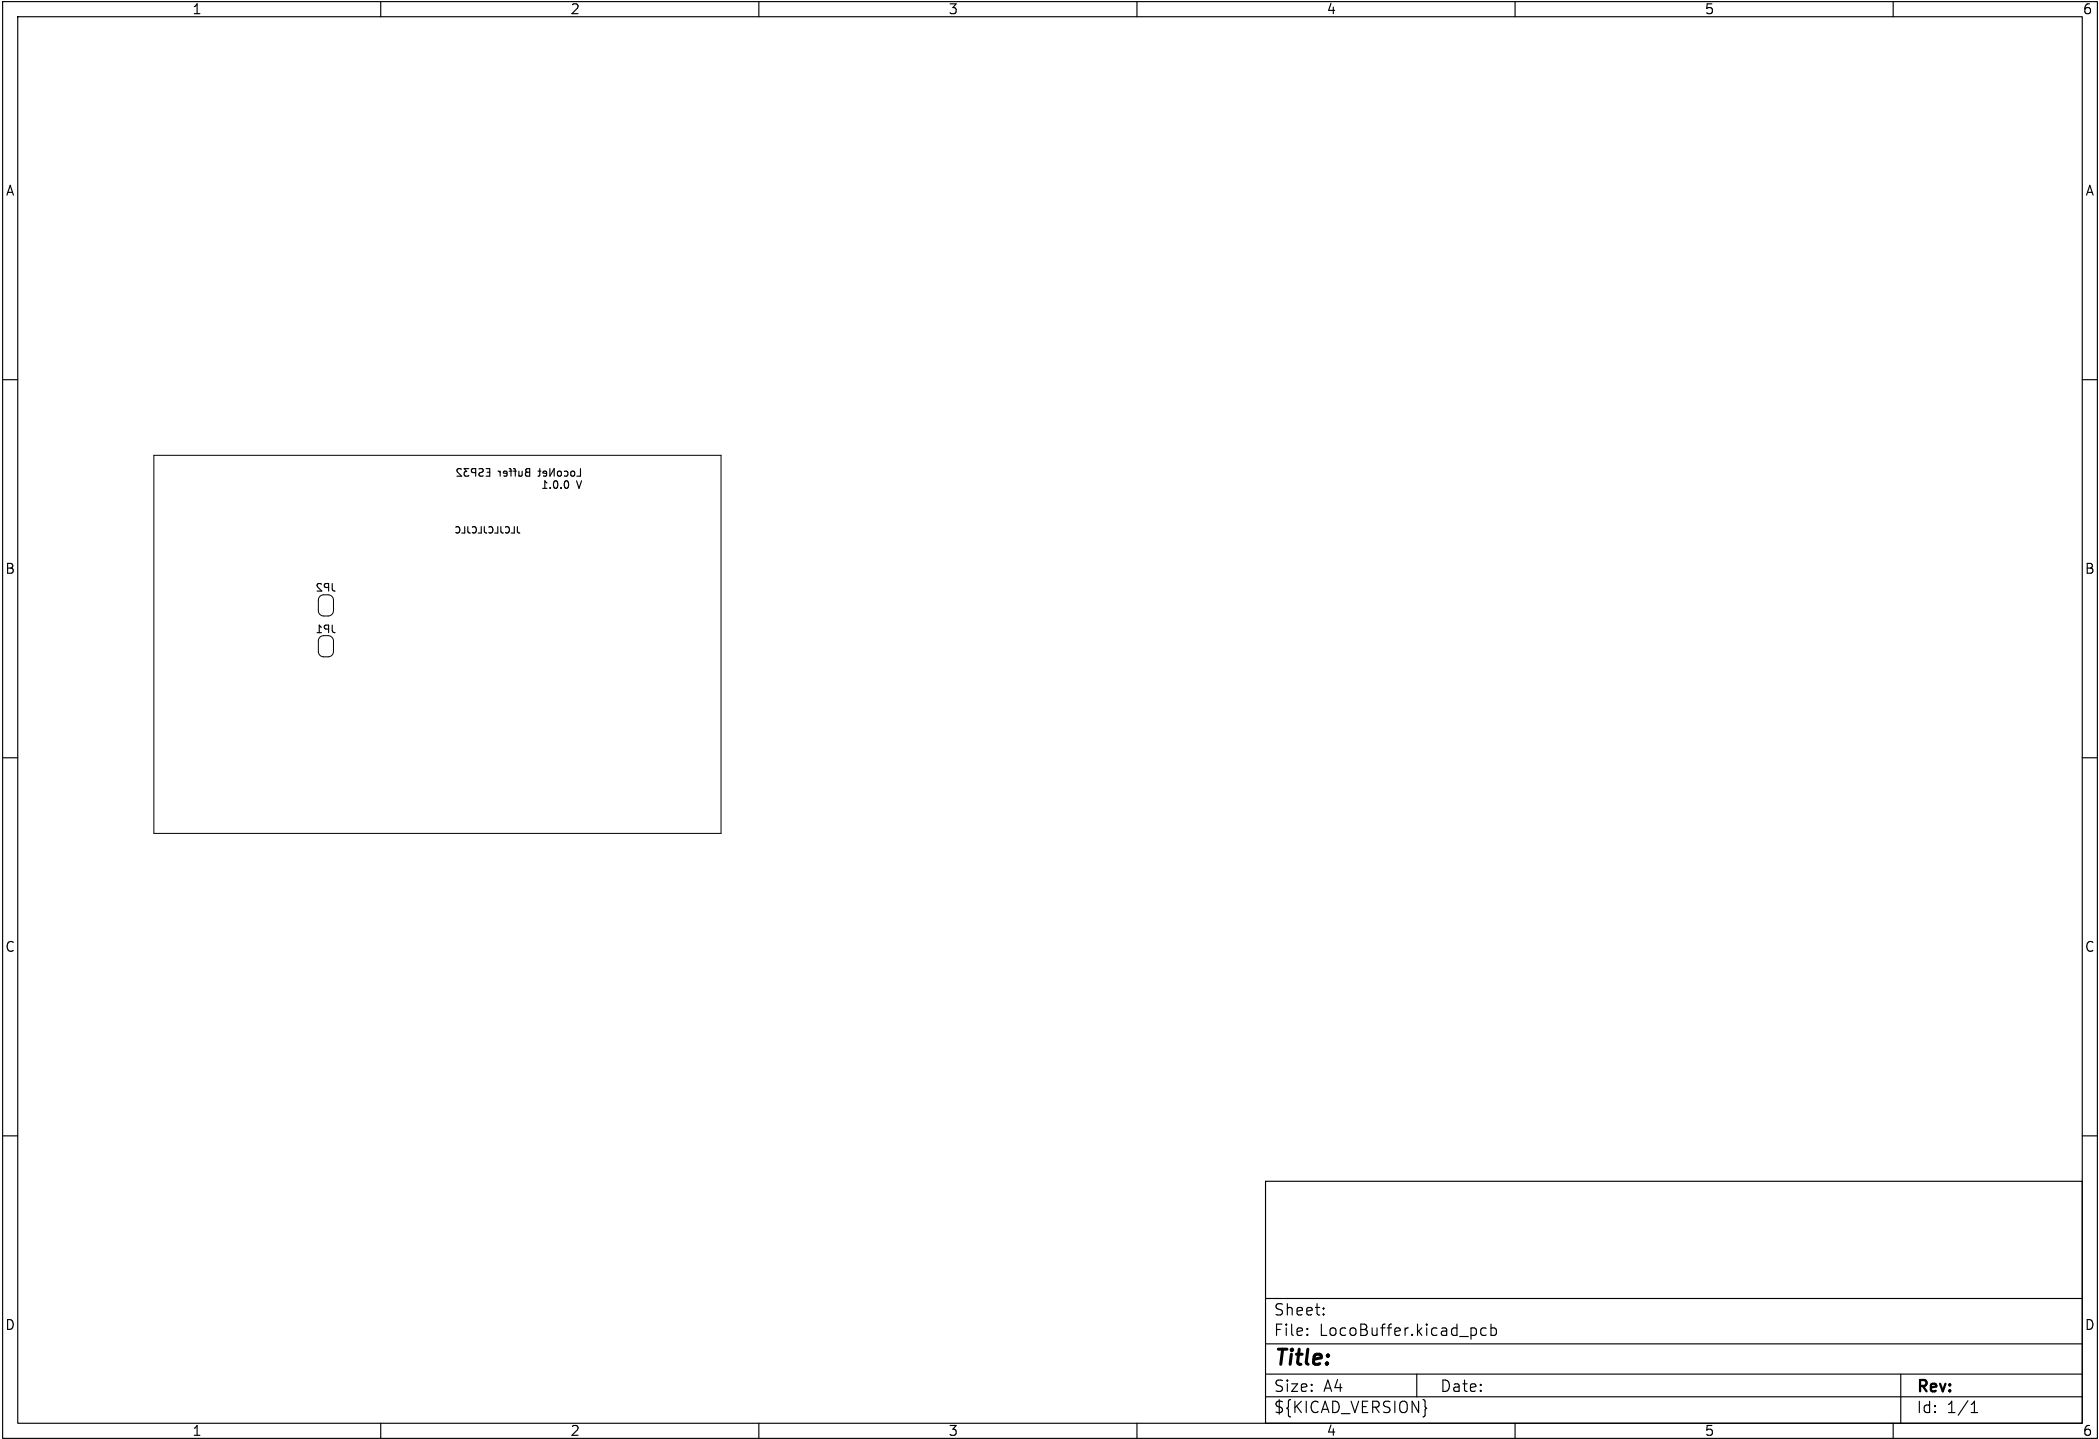 1 2 3 4 5 6
A A
LocoNet Buffer ESP32
V 0.0.1
JLCJLCJLCJLC
B B
JP2
JP1
C C
Sheet:
D D
File: LocoBuffer.kicad_pcb
Title:
Size: A4 Date: Rev:
${KICAD_VERSION} Id: 1/1
1 2 3 4 5 6